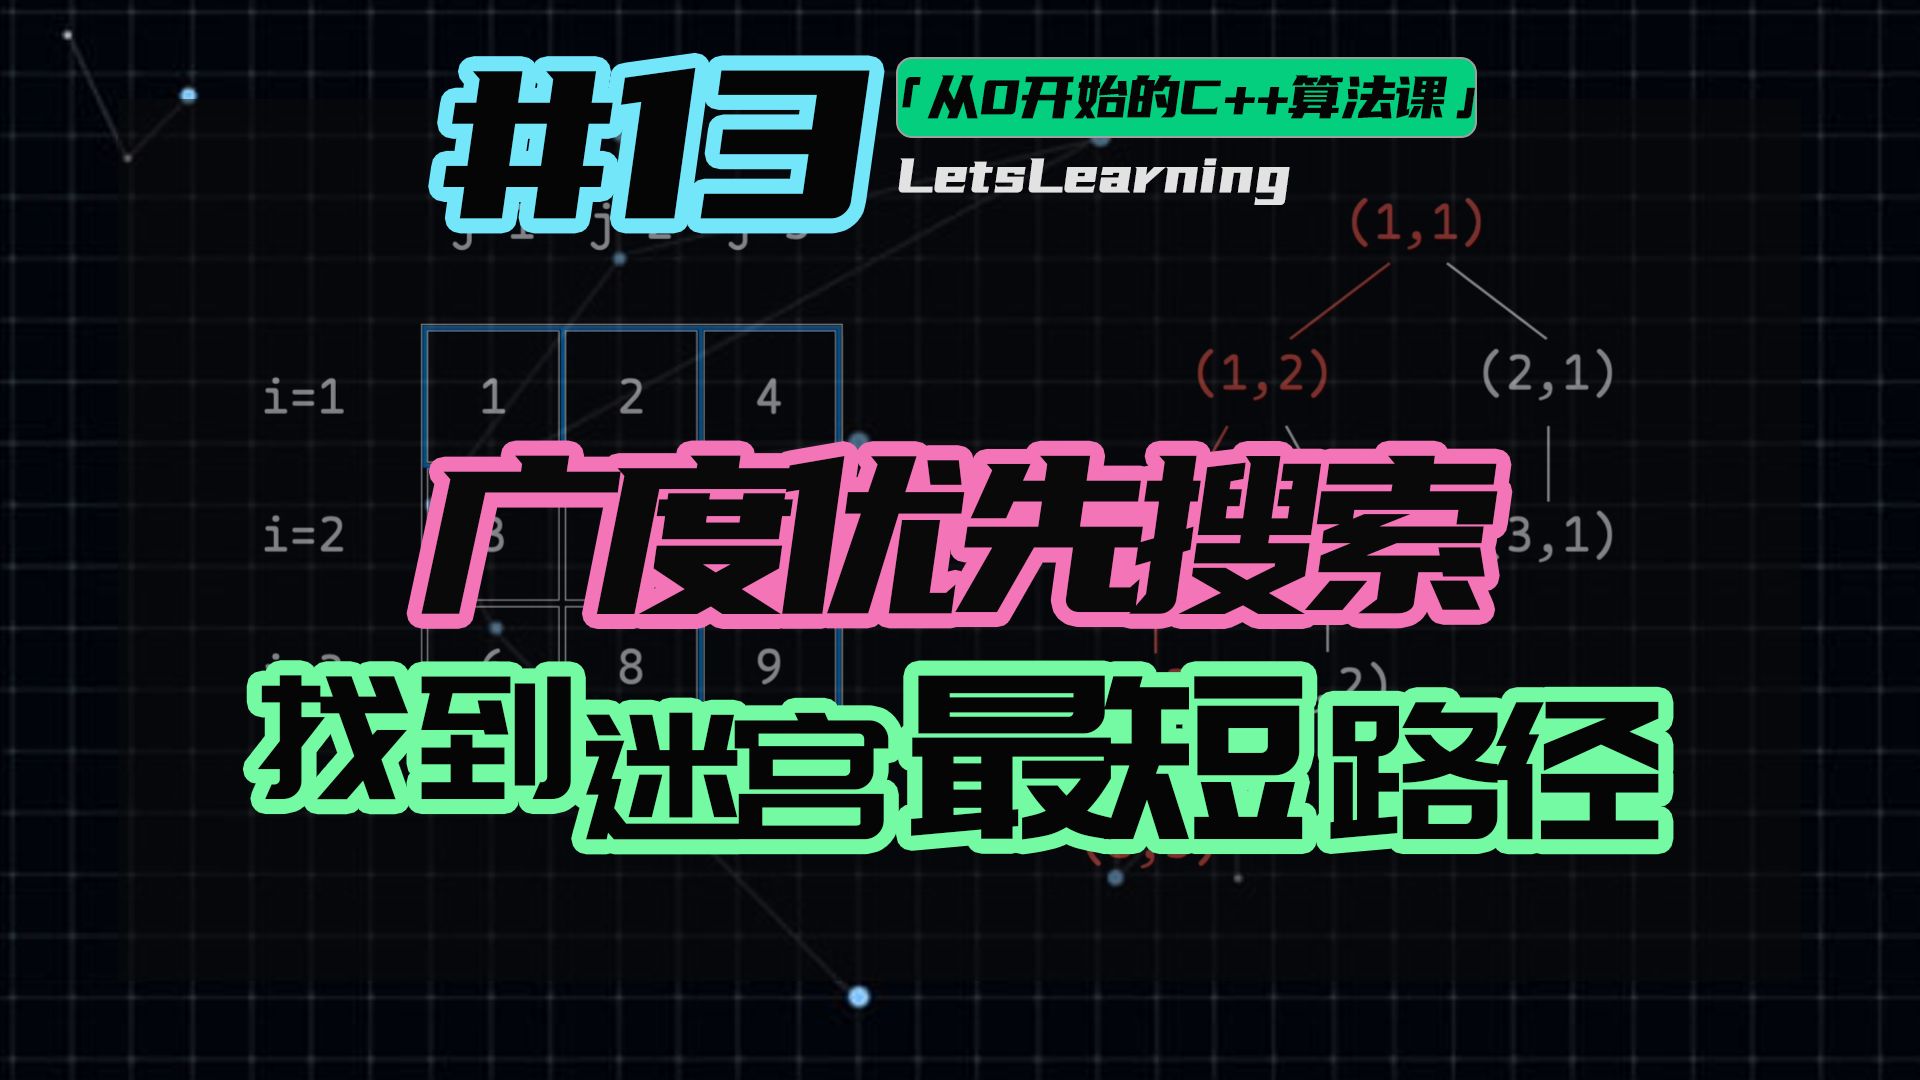 #13
「从0开始的C++算法课」
LetsLearning
(1,1)
(1,2) (2,1)
i=1 1 2 4
广度优先搜索
i=2 3 3,1)
8 9
找到迷宫最短路径